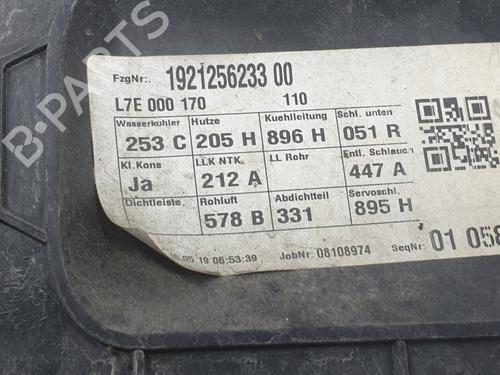 B-PARTS
FzgNr.: 1921256233 00
L7E 000 170 110
Wasserkühler Hutze Kuehlleitung Schl. unten
253 C 205 H 896 H 051 R
Kl. Kons LLK NTK LL Rohr Entl. Schlauch
Ja 212 A 447 A
Dichtleiste. Rohluft Abdichtteil Servoschl.
578 B 331 895 H
.05.19 06:53:39 JobNr: 08108974 SeqNr: 01 058